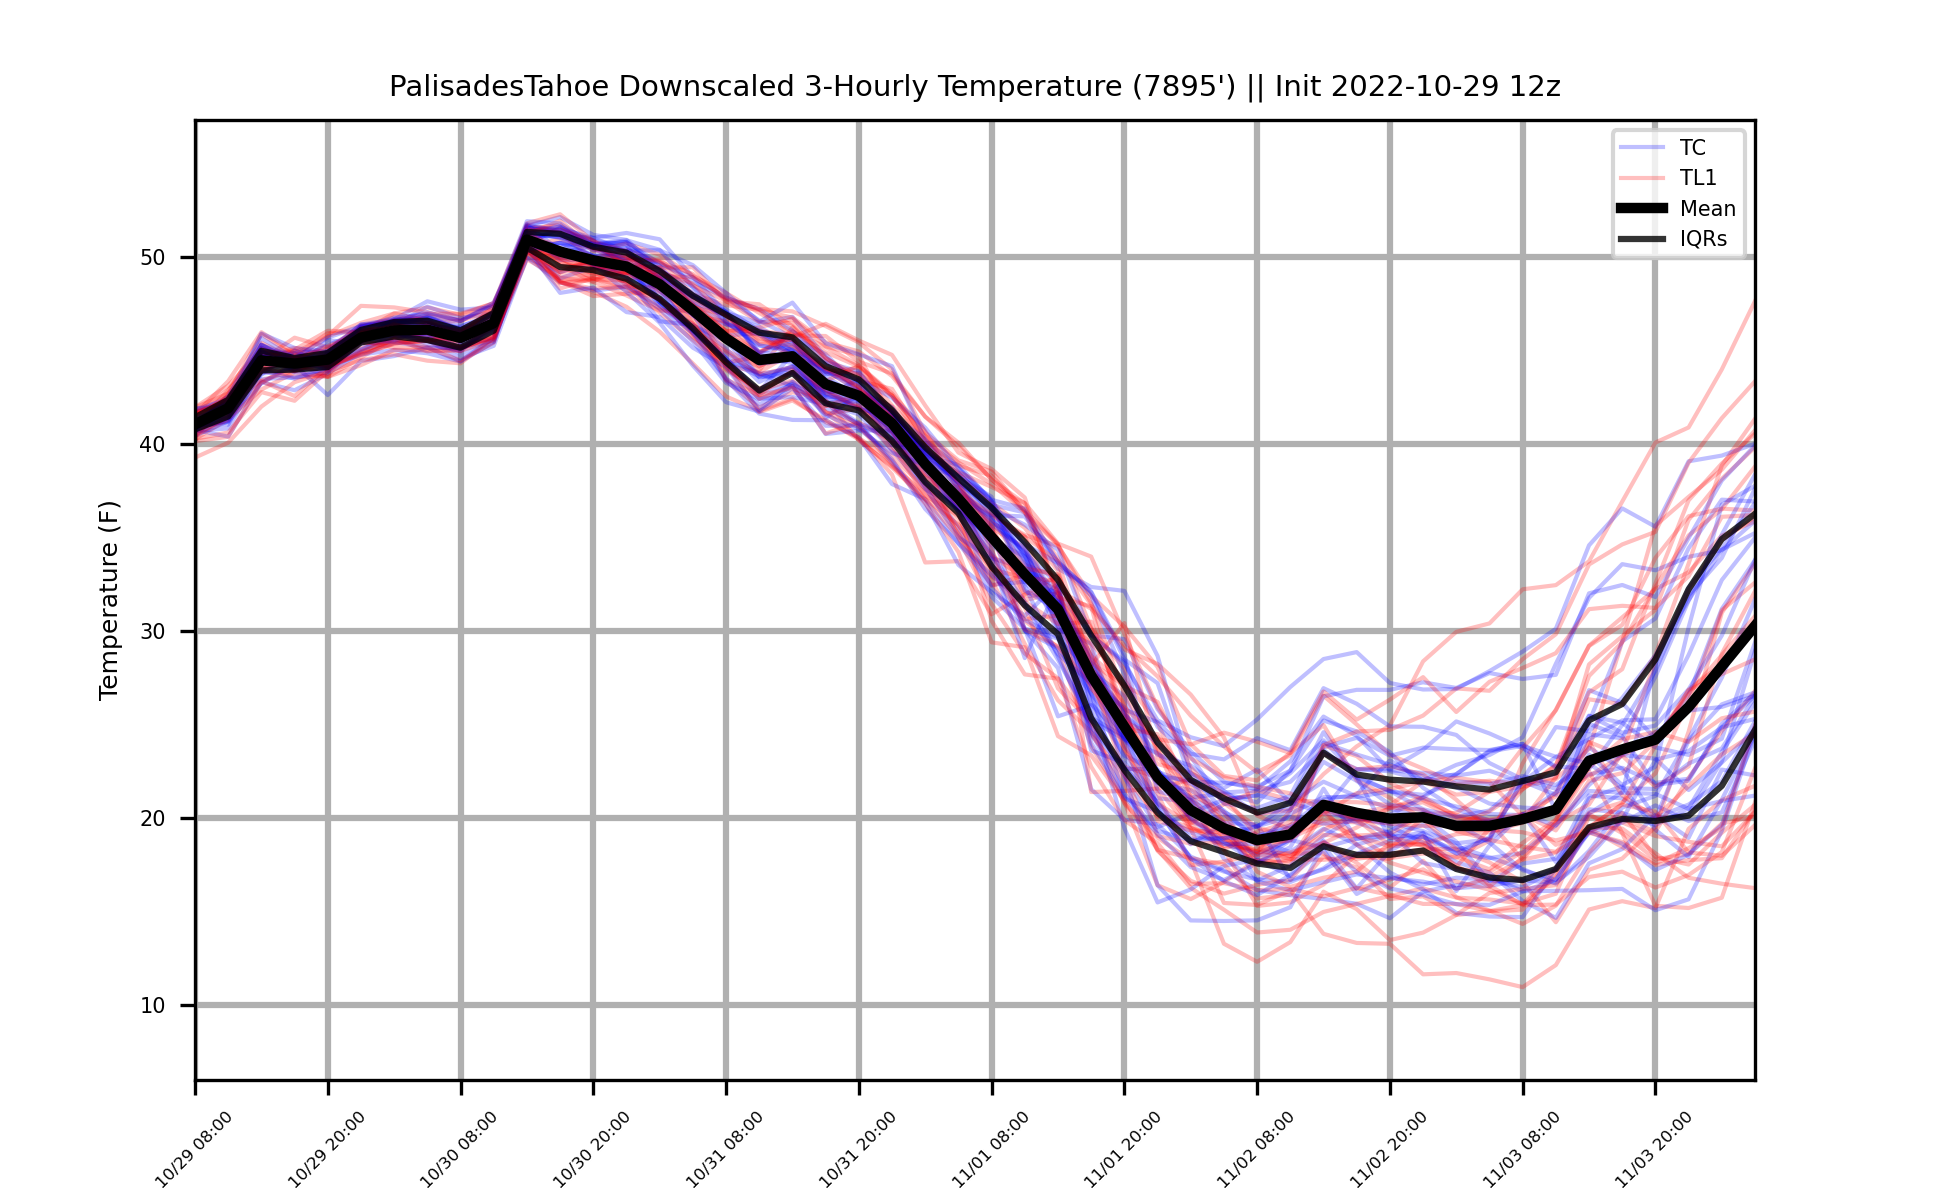 PalisadesTahoe Downscaled 3-Hourly Temperature (7895') || Init 2022-10-29 12z
TC
TL1
Mean
IQRs
Temperature (F)
50
40
30
20
10
10/29 08:00
10/29 20:00
10/30 08:00
10/30 20:00
10/31 08:00
10/31 20:00
11/01 08:00
11/01 20:00
11/02 08:00
11/02 20:00
11/03 08:00
11/03 20:00